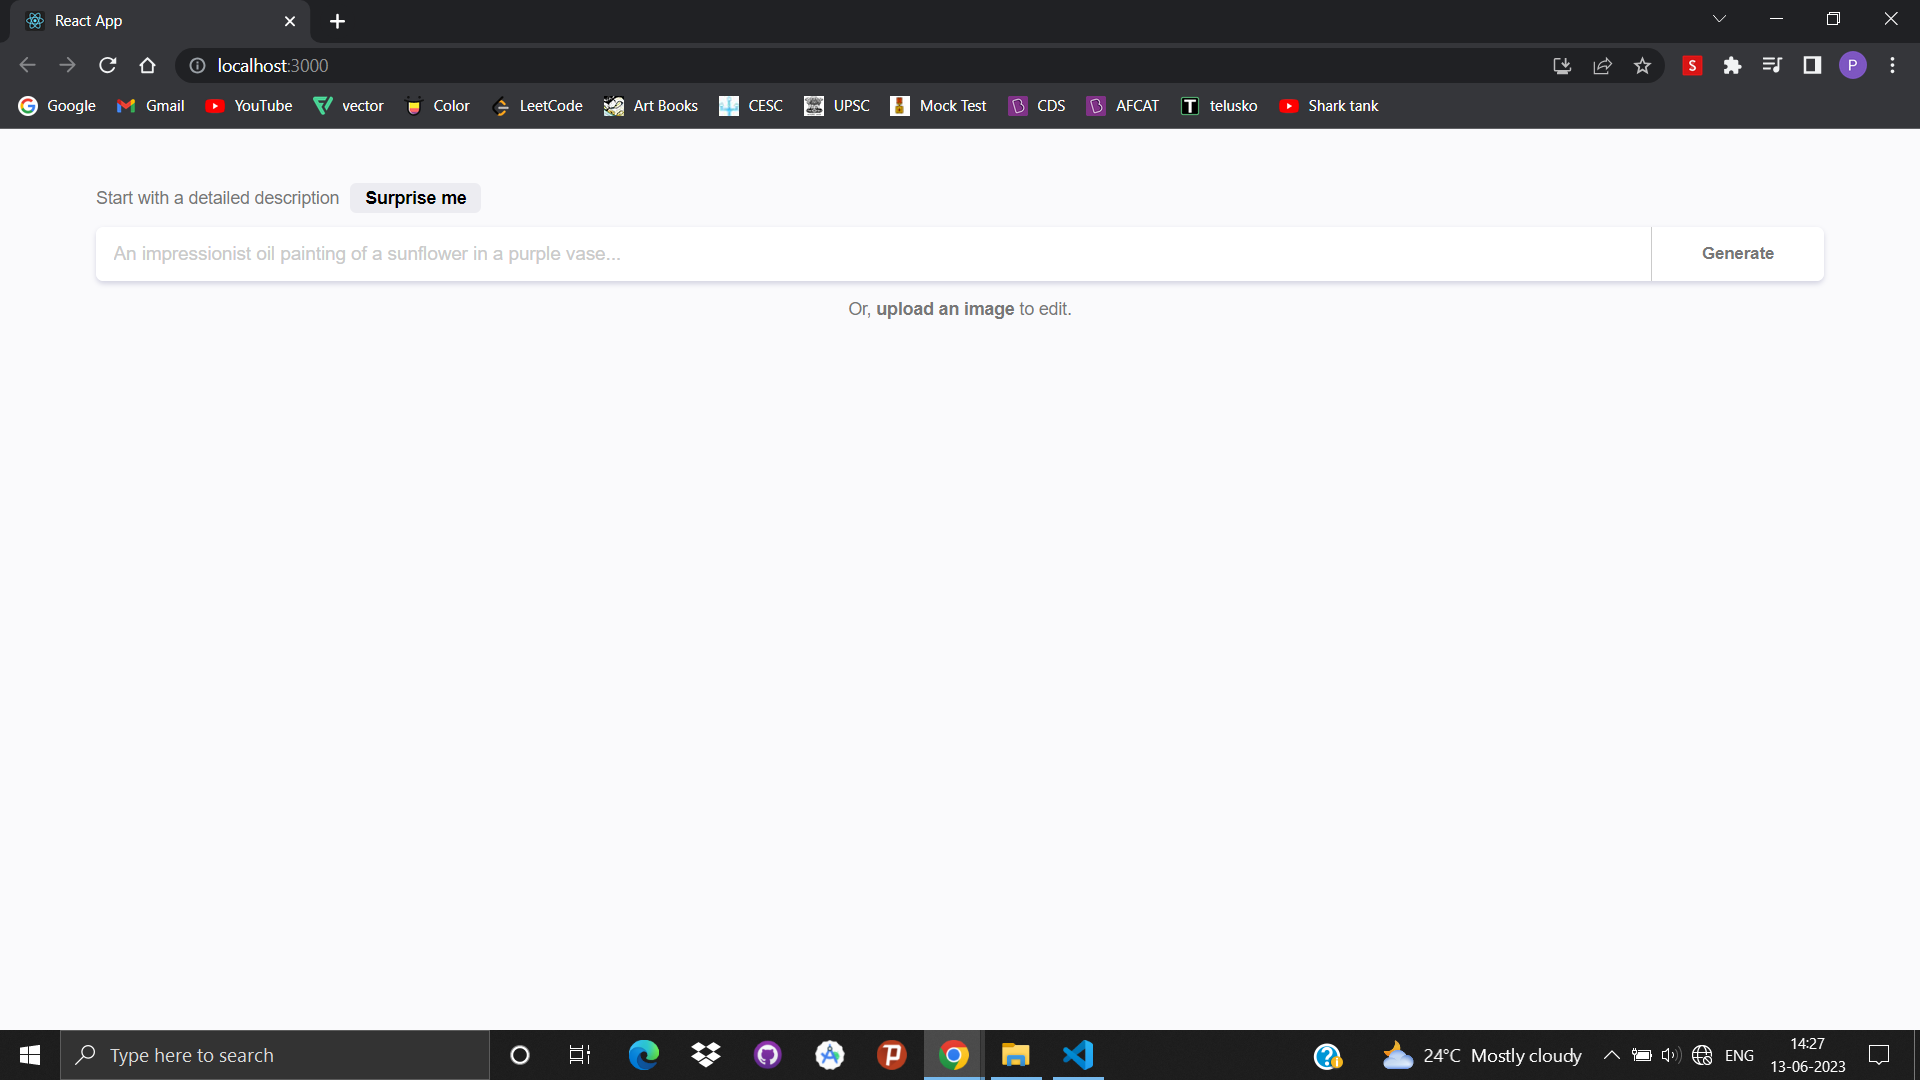 React App
localhost:3000
S
P
Google Gmail YouTube vector Color LeetCode Art Books CESC UPSC Mock Test CDS AFCAT T telusko Shark tank
Start with a detailed description Surprise me
An impressionist oil painting of a sunflower in a purple vase...
Generate
Or, upload an image to edit.
Type here to search
24°C Mostly cloudy
ENG
14:27
13-06-2023